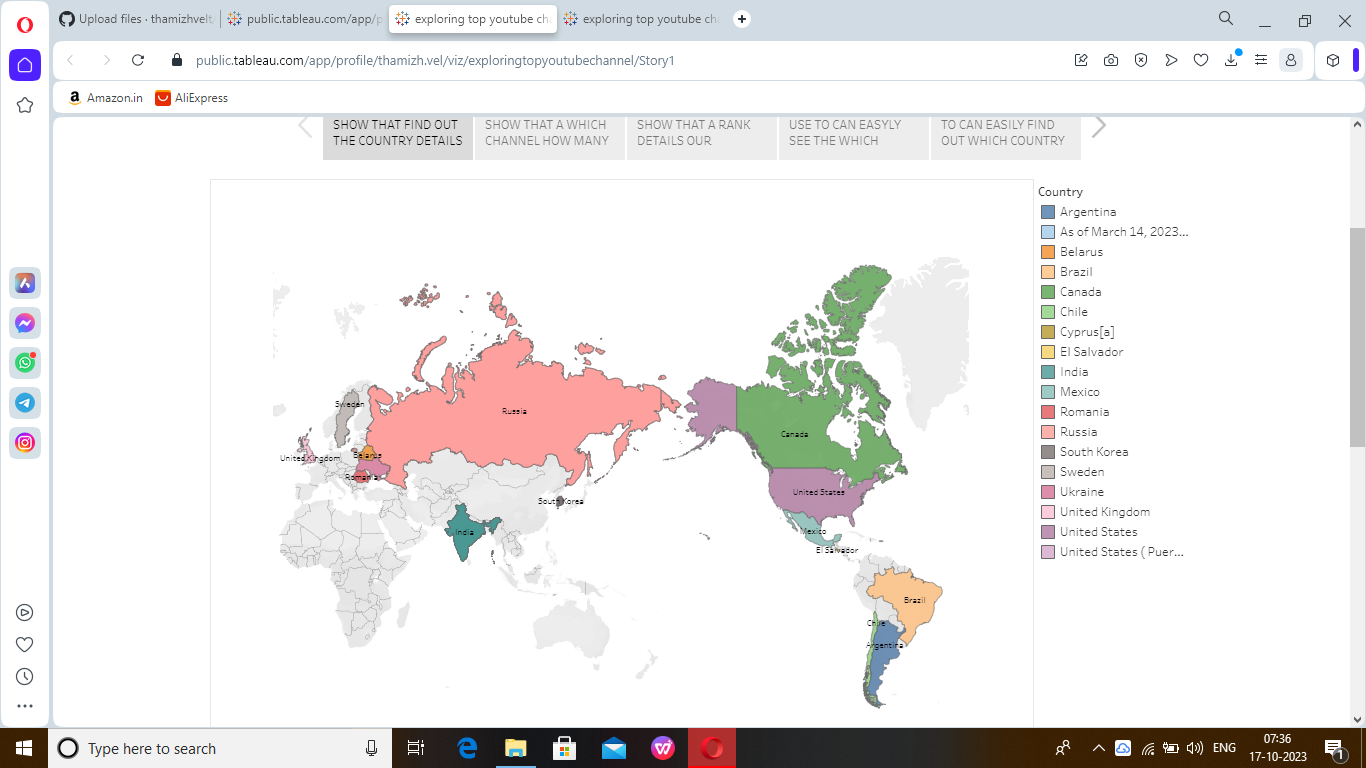 Upload files · thamizhvelt,
public.tableau.com/app/p
exploring top youtube cha
exploring top youtube cha
public.tableau.com/app/profile/thamizh.vel/viz/exploringtopyoutubechannel/Story1
Amazon.in
AliExpress
SHOW THAT FIND OUT
THE COUNTRY DETAILS
SHOW THAT A WHICH
CHANNEL HOW MANY
SHOW THAT A RANK
DETAILS OUR
USE TO CAN EASYLY
SEE THE WHICH
TO CAN EASILY FIND
OUT WHICH COUNTRY
Sweden
Russia
United Kingdom
Belarus
Romania
South Korea
India
Canada
United States
Mexico
El Salvador
Brazil
Chile
Argentina
Country
Argentina
As of March 14, 2023...
Belarus
Brazil
Canada
Chile
Cyprus[a]
El Salvador
India
Mexico
Romania
Russia
South Korea
Sweden
Ukraine
United Kingdom
United States
United States ( Puer...
Type here to search
ENG
07:36
17-10-2023
1